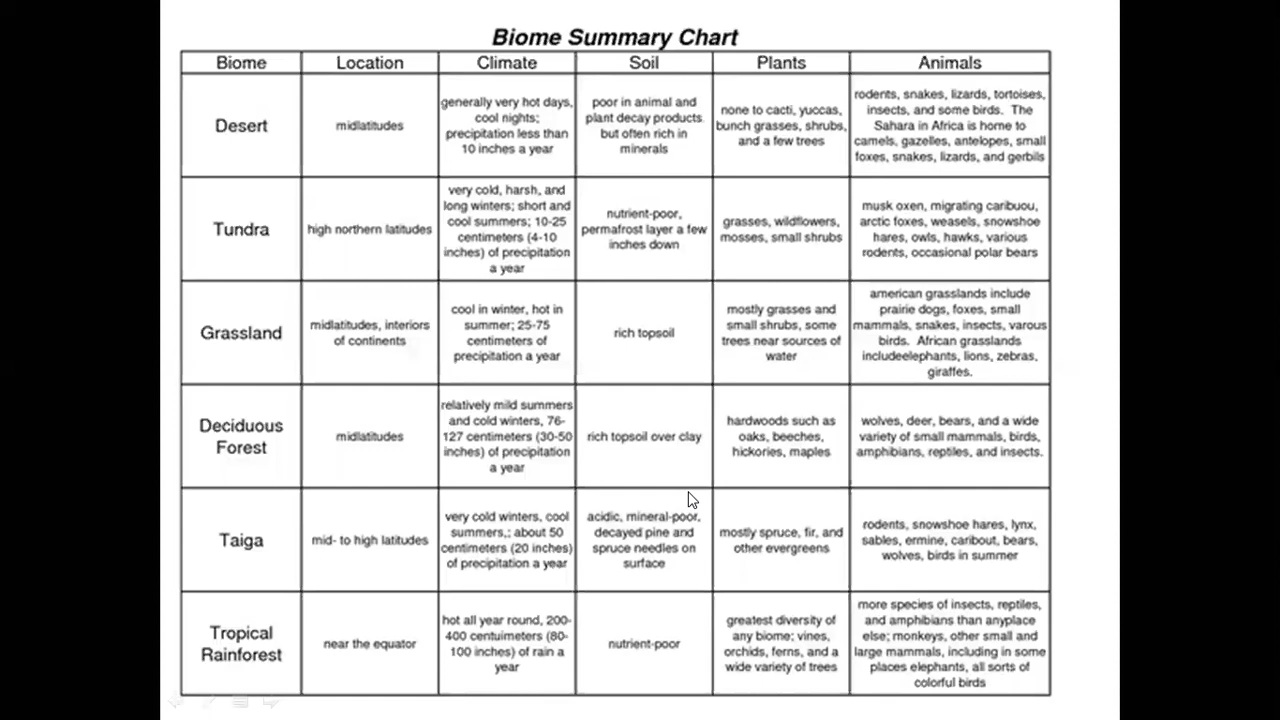 Biome Summary Chart
Biome Location Climate Soil Plants Animals
Desert
midlatitudes
generally very hot days,
cool nights;
precipitation less than
10 inches a year
poor in animal and
plant decay products
but often rich in
minerals
none to cacti, yuccas,
bunch grasses, shrubs,
and a few trees
rodents, snakes, lizards, tortoises,
insects, and some birds. The
Sahara in Africa is home to
camels, gazelles, antelopes, small
foxes, snakes, lizards, and gerbils
Tundra
high northern latitudes
very cold, harsh, and
long winters; short and
cool summers; 10-25
centimeters (4-10
inches) of precipitation
a year
nutrient-poor,
permafrost layer a few
inches down
grasses, wildflowers,
mosses, small shrubs
musk oxen, migrating caribuou,
arctic foxes, weasels, snowshoe
hares, owls, hawks, various
rodents, occasional polar bears
Grassland
midlatitudes, interiors
of continents
cool in winter, hot in
summer; 25-75
centimeters of
precipitation a year
rich topsoil
mostly grasses and
small shrubs, some
trees near sources of
water
american grasslands include
prairie dogs, foxes, small
mammals, snakes, insects, varous
birds. African grasslands
includeelephants, lions, zebras,
giraffes.
Deciduous
Forest
midlatitudes
relatively mild summers
and cold winters, 76-
127 centimeters (30-50
inches) of precipitation
a year
rich topsoil over clay
hardwoods such as
oaks, beeches,
hickories, maples
wolves, deer, bears, and a wide
variety of small mammals, birds,
amphibians, reptiles, and insects.
Taiga
mid- to high latitudes
very cold winters, cool
summers,; about 50
centimeters (20 inches)
of precipitation a year
acidic, mineral-poor,
decayed pine and
spruce needles on
surface
mostly spruce, fir, and
other evergreens
rodents, snowshoe hares, lynx,
sables, ermine, caribout, bears,
wolves, birds in summer
Tropical
Rainforest
near the equator
hot all year round, 200-
400 centuimeters (80-
100 inches) of rain a
year
nutrient-poor
greatest diversity of
any biome; vines,
orchids, ferns, and a
wide variety of trees
more species of insects, reptiles,
and amphibians than anyplace
else; monkeys, other small and
large mammals, including in some
places elephants, all sorts of
colorful birds